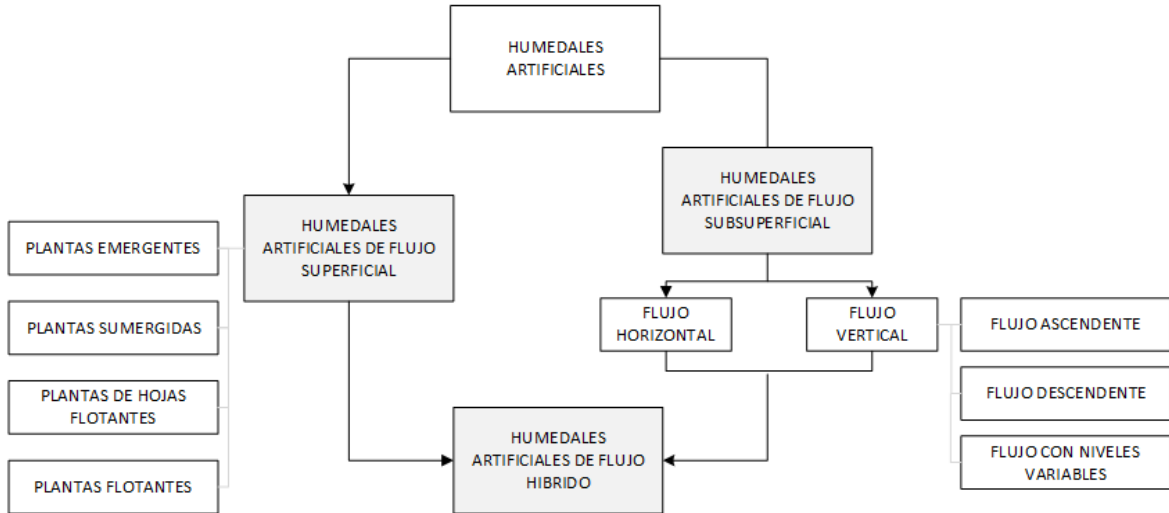 HUMEDALES
ARTIFICIALES
HUMEDALES
ARTIFICIALES DE FLUJO
SUBSUPERFICIAL
HUMEDALES
ARTIFICIALES DE FLUJO
SUPERFICIAL
PLANTAS EMERGENTES
PLANTAS SUMERGIDAS
PLANTAS DE HOJAS
FLOTANTES
PLANTAS FLOTANTES
FLUJO
HORIZONTAL
FLUJO
VERTICAL
FLUJO ASCENDENTE
FLUJO DESCENDENTE
FLUJO CON NIVELES
VARIABLES
HUMEDALES
ARTIFICIALES DE FLUJO
HIBRIDO